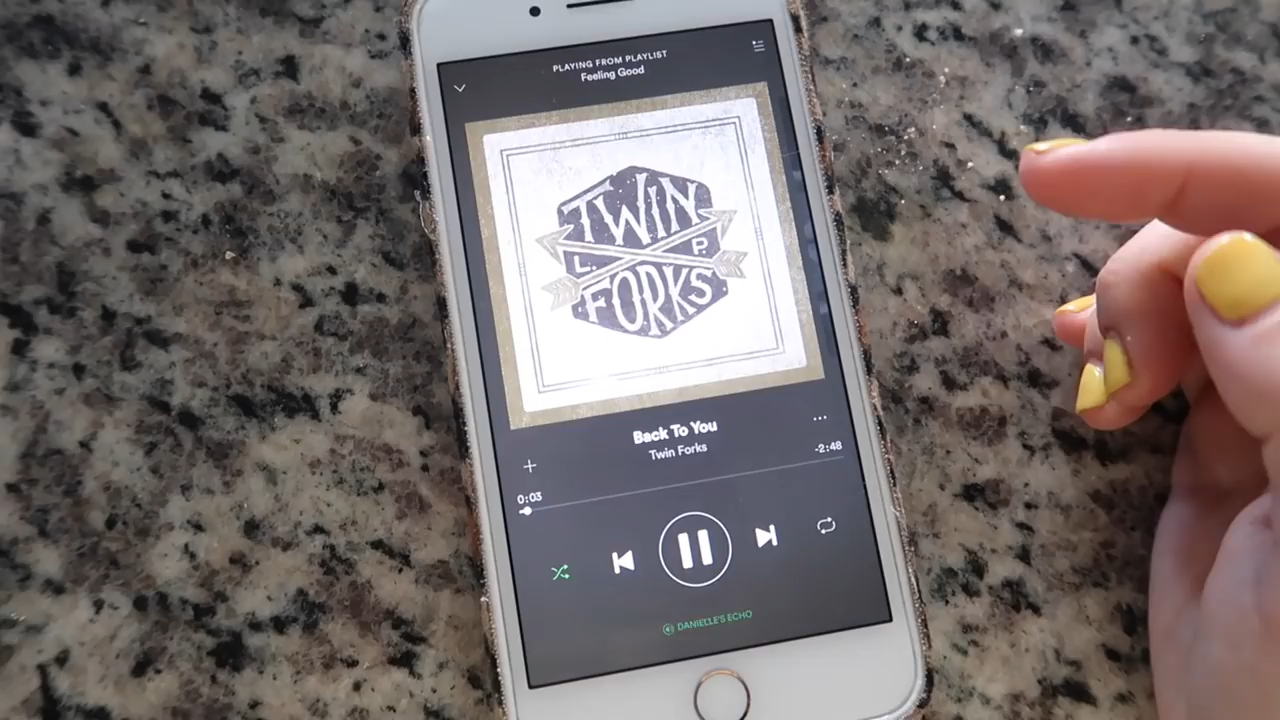 PLAYING FROM PLAYLIST
Feeling Good
TWIN
L. P.
FORKS
Back To You
Twin Forks
0:03
-2:48
DANIELLE'S ECHO